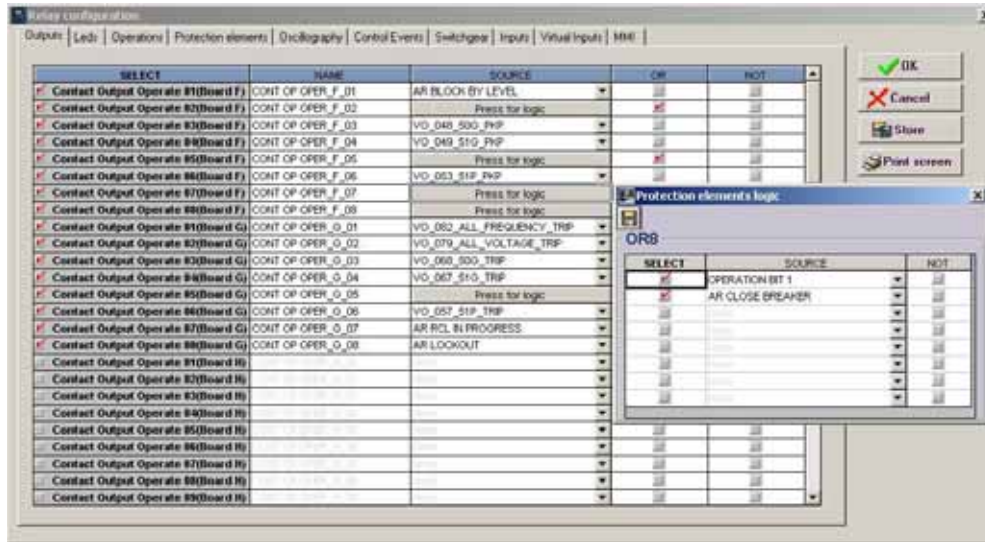 Relay configuration
Outputs Leds Operations Protection elements Oscillography Control Events Switchgear Inputs Virtual Inputs MMI
SELECT NAME SOURCE OR NOT
Contact Output Operate 01(Board F) CONT OP OPER_F_01 AR BLOCK BY LEVEL
Contact Output Operate 02(Board F) CONT OP OPER_F_02 Press for logic
Contact Output Operate 03(Board F) CONT OP OPER_F_03 VO_048_50G_PKP
Contact Output Operate 04(Board F) CONT OP OPER_F_04 VO_049_51G_PKP
Contact Output Operate 05(Board F) CONT OP OPER_F_05 Press for logic
Contact Output Operate 06(Board F) CONT OP OPER_F_06 VO_053_51P_PKP
Contact Output Operate 07(Board F) CONT OP OPER_F_07 Press for logic
Contact Output Operate 08(Board F) CONT OP OPER_F_08 Press for logic
Contact Output Operate 01(Board G) CONT OP OPER_G_01 VO_082_ALL_FREQUENCY_TRIP
Contact Output Operate 02(Board G) CONT OP OPER_G_02 VO_079_ALL_VOLTAGE_TRIP
Contact Output Operate 03(Board G) CONT OP OPER_G_03 VO_066_50G_TRIP
Contact Output Operate 04(Board G) CONT OP OPER_G_04 VO_067_51G_TRIP
Contact Output Operate 05(Board G) CONT OP OPER_G_05 Press for logic
Contact Output Operate 06(Board G) CONT OP OPER_G_06 VO_057_51P_TRIP
Contact Output Operate 07(Board G) CONT OP OPER_G_07 AR RCL IN PROGRESS
Contact Output Operate 08(Board G) CONT OP OPER_G_08 AR LOCKOUT
Contact Output Operate 01(Board H)
Contact Output Operate 02(Board H)
Contact Output Operate 03(Board H)
Contact Output Operate 04(Board H)
Contact Output Operate 05(Board H)
Contact Output Operate 06(Board H)
Contact Output Operate 07(Board H)
Contact Output Operate 08(Board H)
Contact Output Operate 09(Board H)
OK
Cancel
Store
Print screen
Protection elements logic
OR8
SELECT SOURCE NOT
OPERATION BIT 1
AR CLOSE BREAKER